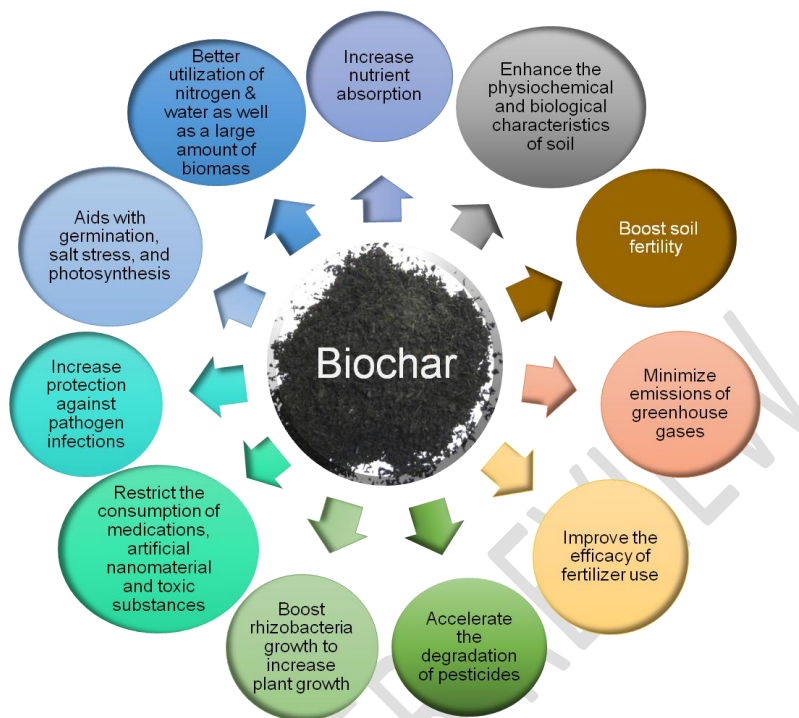 Better
utilization of
nitrogen &
water as well
as a large
amount of
biomass
Increase
nutrient
absorption
Enhance the
physiochemical
and biological
characteristics
of soil
Boost soil
fertility
Minimize
emissions of
greenhouse
gases
Improve the
efficacy of
fertilizer use
Accelerate
the
degradation
of pesticides
Boost
rhizobacteria
growth to
increase
plant growth
Restrict the
consumption of
medications,
artificial
nanomaterial
and toxic
substances
Increase
protection
against
pathogen
infections
Aids with
germination,
salt stress, and
photosynthesis
Biochar
REVIEW